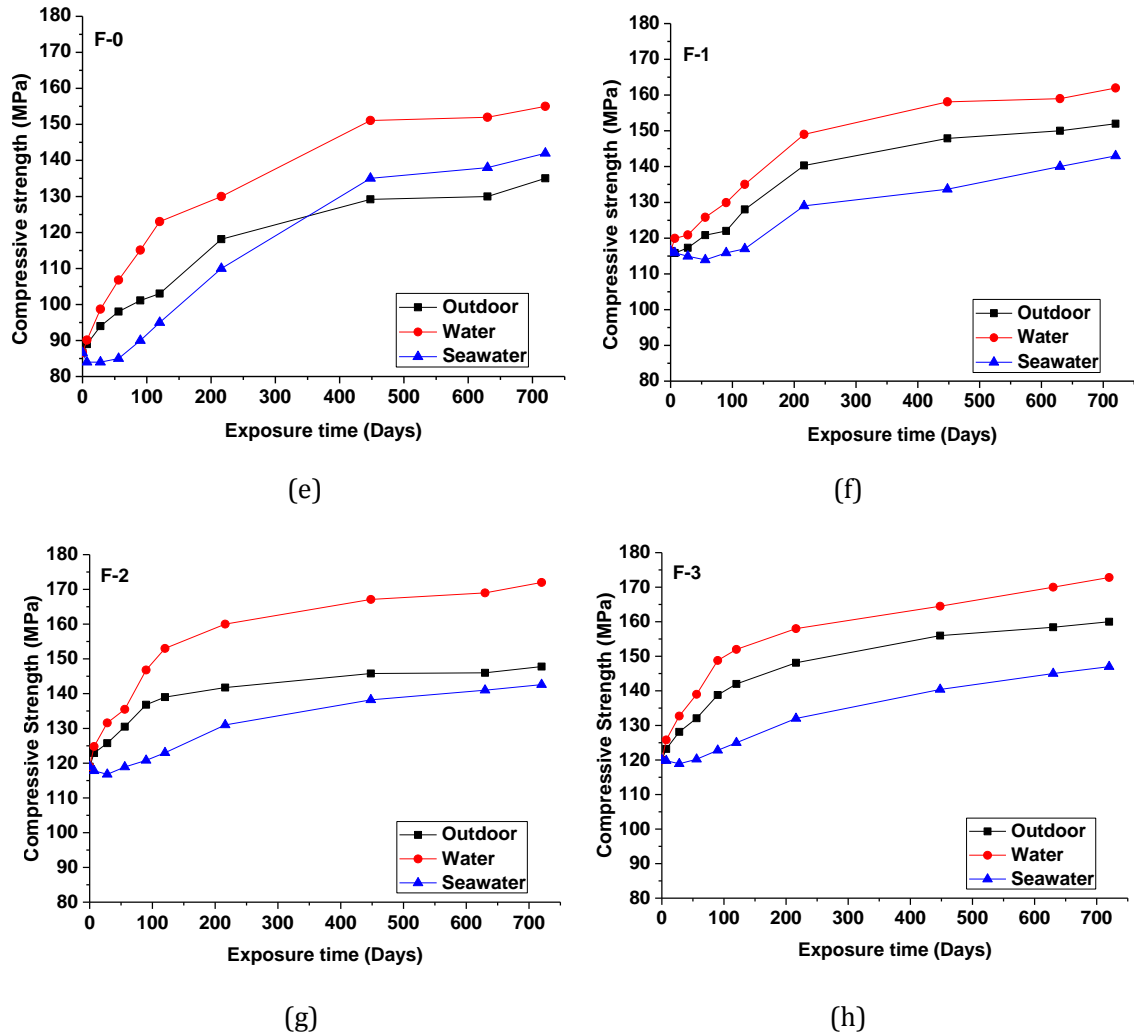 F-0
Compressive strength (MPa)
180
170
160
150
140
130
120
110
100
90
80
Outdoor
Water
Seawater
0 100 200 300 400 500 600 700
Exposure time (Days)
(e)
F-1
Compressive strength (MPa)
180
170
160
150
140
130
120
110
100
90
80
Outdoor
Water
Seawater
0 100 200 300 400 500 600 700
Exposure time (Days)
(f)
F-2
Compressive Strength (MPa)
180
170
160
150
140
130
120
110
100
90
80
Outdoor
Water
Seawater
0 100 200 300 400 500 600 700
Exposure time (Days)
(g)
F-3
Compressive strength (MPa)
180
170
160
150
140
130
120
110
100
90
80
Outdoor
Water
Seawater
0 100 200 300 400 500 600 700
Exposure time (Days)
(h)